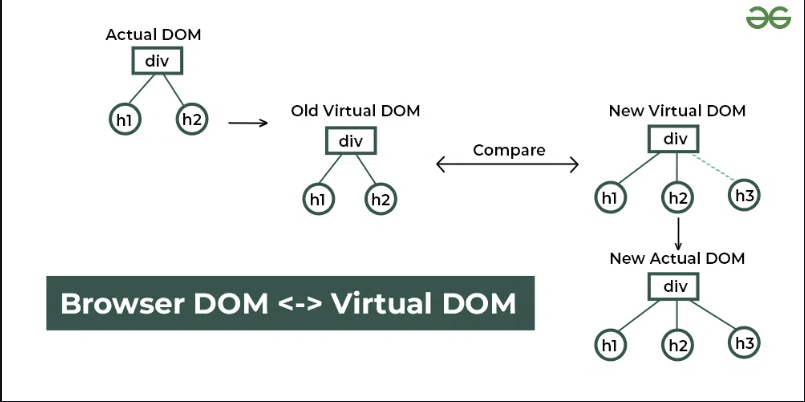 Actual DOM
div
h1
h2
Old Virtual DOM
div
h1
h2
Compare
New Virtual DOM
div
h1
h2
h3
New Actual DOM
div
h1
h2
h3
Browser DOM <-> Virtual DOM